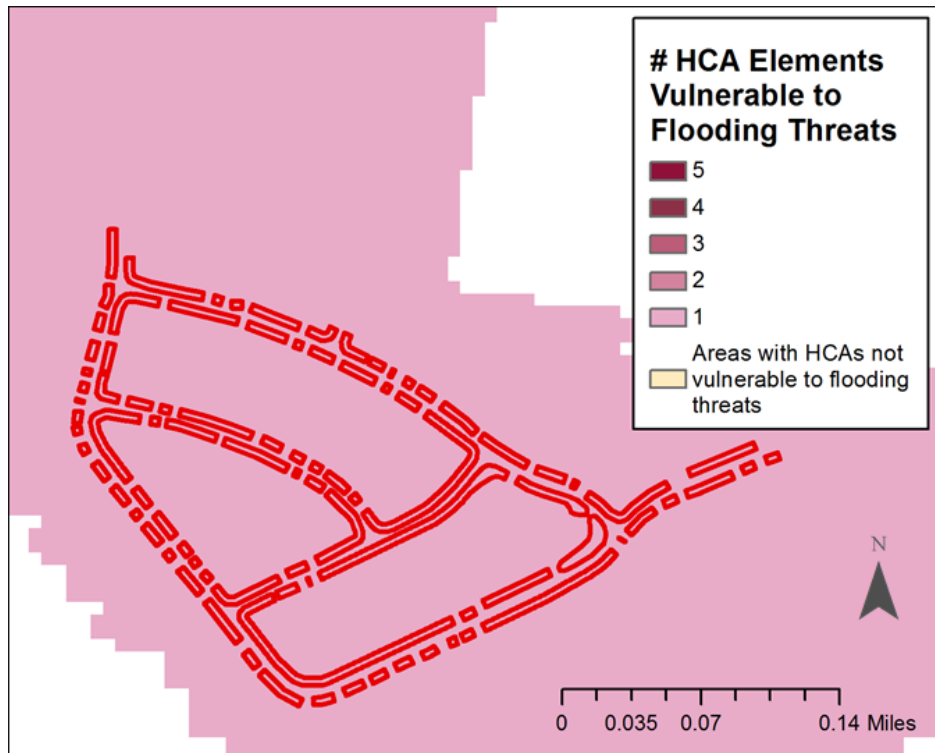 # HCA Elements
Vulnerable to
Flooding Threats
5
4
3
2
1
Areas with HCAs not
vulnerable to flooding
threats
N
0 0.035 0.07 0.14 Miles